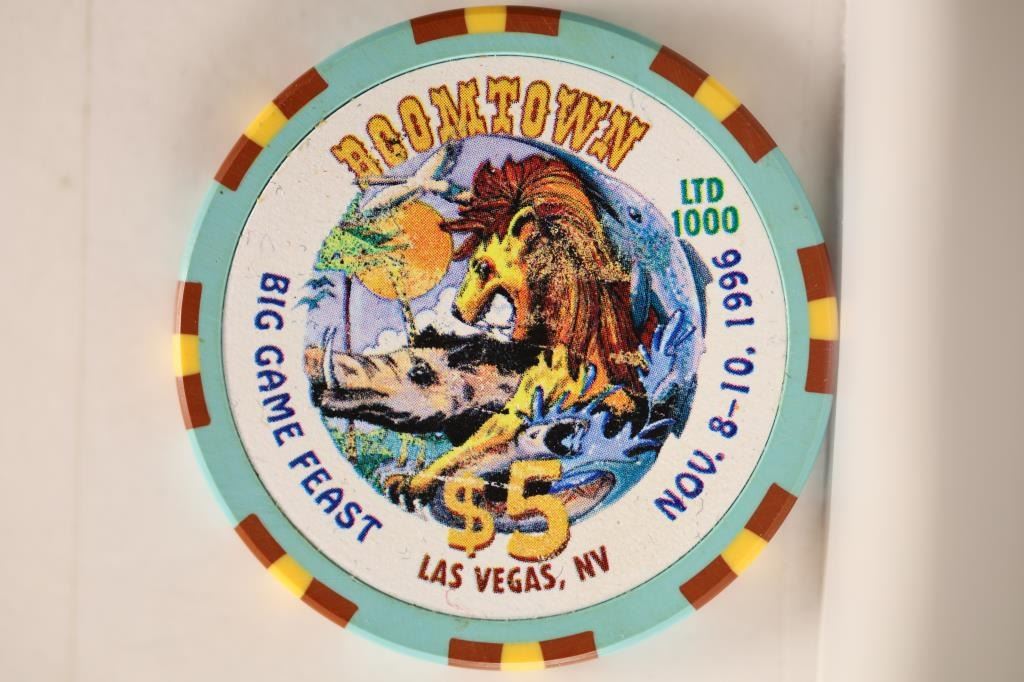 BOOMTOWN
LTD
1000
BIG GAME FEAST
NOV. 8-10, 1996
$5
LAS VEGAS, NV